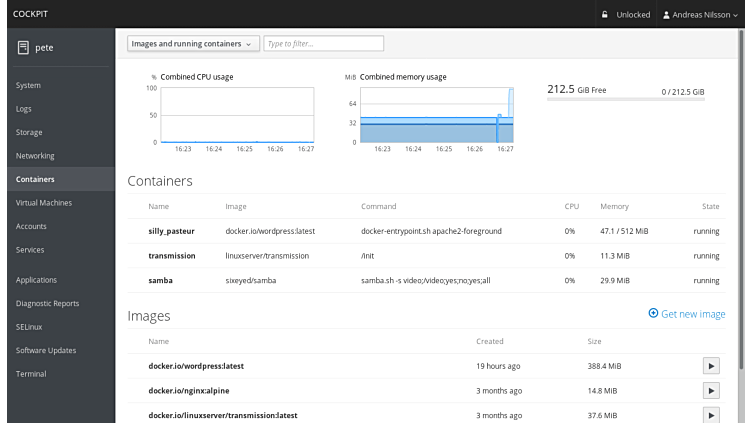 COCKPIT
Unlocked
Andreas Nilsson
pete
System
Logs
Storage
Networking
Containers
Virtual Machines
Accounts
Services
Applications
Diagnostic Reports
SELinux
Software Updates
Terminal
Images and running containers
Type to filter...
% Combined CPU usage
100
50
0
16:23 16:24 16:25 16:26 16:27
MiB Combined memory usage
64
32
0
16:23 16:24 16:25 16:26 16:27
212.5 GiB Free 0 / 212.5 GiB
Containers
Name Image Command CPU Memory State
silly_pasteur docker.io/wordpress:latest docker-entrypoint.sh apache2-foreground 0% 47.1 / 512 MiB running
transmission linuxserver/transmission /init 0% 11.3 MiB running
samba sixeyed/samba samba.sh -s video;/video;yes;no;yes;all 0% 29.9 MiB running
Images
Get new image
Name Created Size
docker.io/wordpress:latest 19 hours ago 388.4 MiB
docker.io/nginx:alpine 3 months ago 14.8 MiB
docker.io/linuxserver/transmission:latest 3 months ago 37.6 MiB